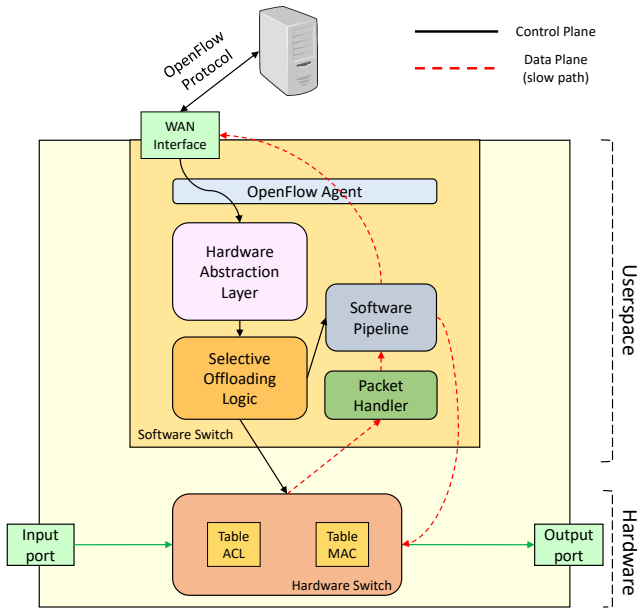 OpenFlow
Protocol
Control Plane
Data Plane
(slow path)
WAN
Interface
OpenFlow Agent
Hardware
Abstraction
Layer
Software
Pipeline
Selective
Offloading
Logic
Packet
Handler
Software Switch
Userspace
Input
port
Table
ACL
Table
MAC
Hardware Switch
Output
port
Hardware